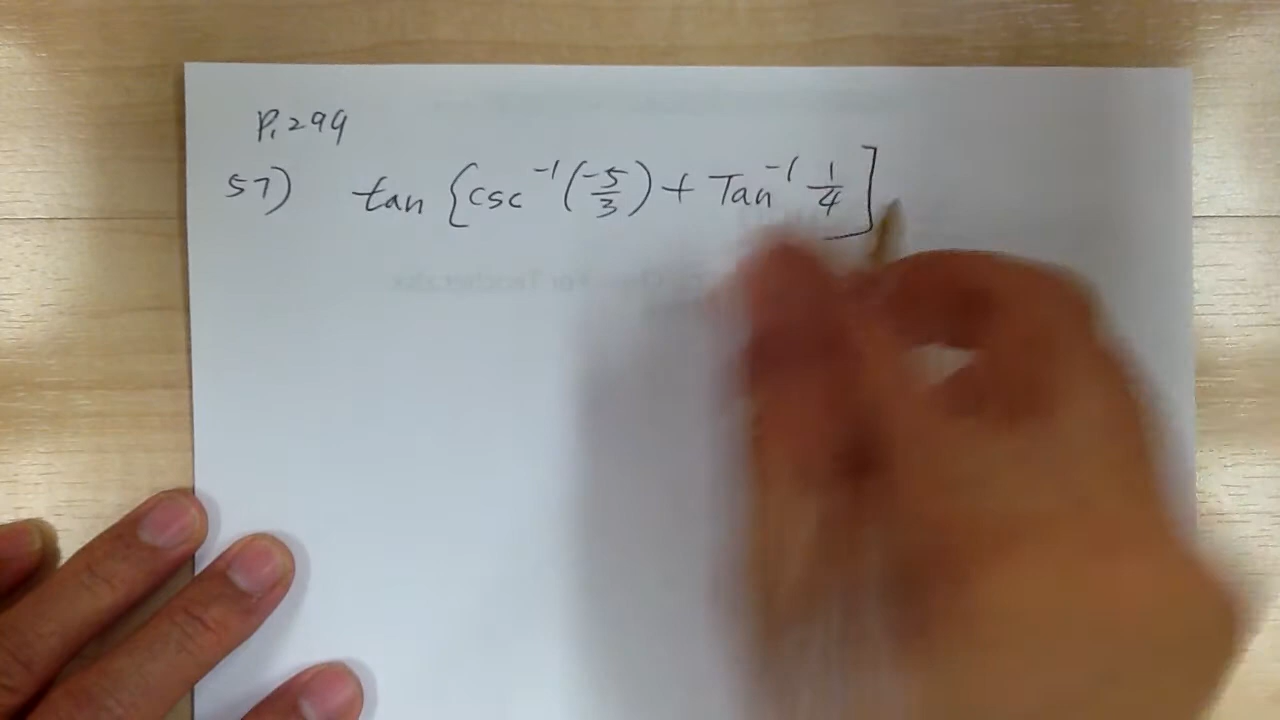 P. 299
57) tan [csc⁻¹(-5/3) + Tan⁻¹ 1/4]